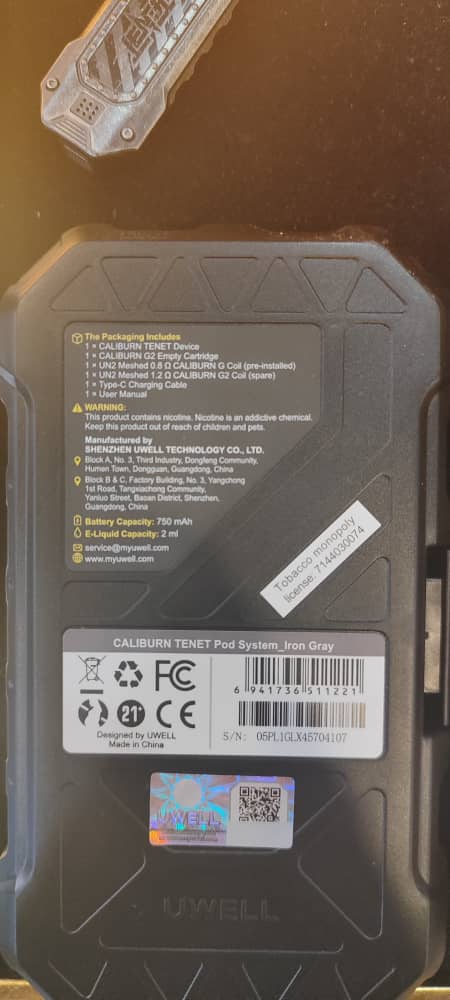 The Packaging Includes
1 × CALIBURN TENET Device
1 × CALIBURN G2 Empty Cartridge
1 × UN2 Meshed 0.8 Ω CALIBURN G Coil (pre-installed)
1 × UN2 Meshed 1.2 Ω CALIBURN G2 Coil (spare)
1 × Type-C Charging Cable
1 × User Manual
WARNING:
This product contains nicotine. Nicotine is an addictive chemical.
Keep this product out of reach of children and pets.
Manufactured by
SHENZHEN UWELL TECHNOLOGY CO., LTD.
Block A, No. 3, Third Industry, Dongfeng Community,
Humen Town, Dongguan, Guangdong, China
Block B & C, Factory Building, No. 3, Yangchong
1st Road, Tangxiachong Community,
Yanluo Street, Baoan District, Shenzhen,
Guangdong, China
Battery Capacity: 750 mAh
E-Liquid Capacity: 2 ml
service@myuwell.com
www.myuwell.com
Tobacco monopoly
license: 7144030074
CALIBURN TENET Pod System_Iron Gray
FC
21+
CE
Designed by UWELL
Made in China
6 941736 511221
S/N: 05PL1GLX45704107
UWELL
UWELL